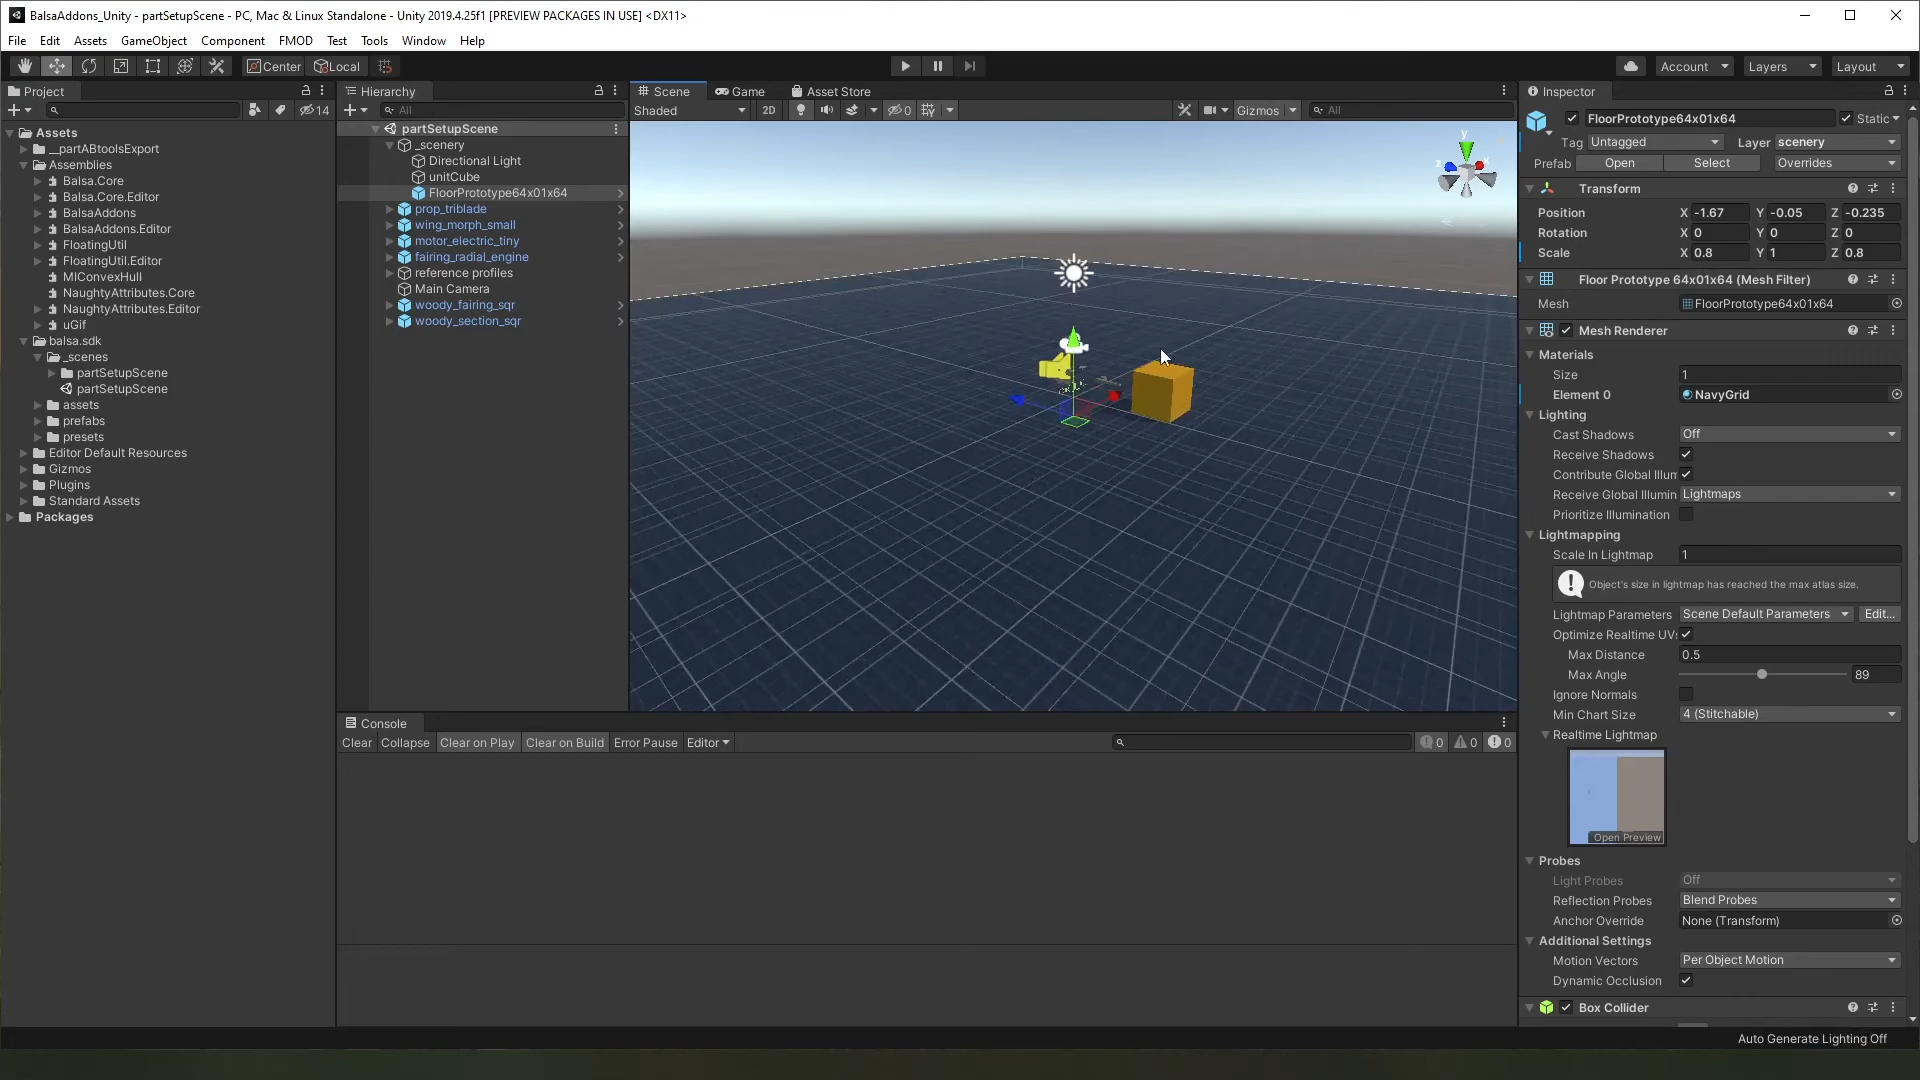 BalsaAddons_Unity - partSetupScene - PC, Mac & Linux Standalone - Unity 2019.4.25f1 [PREVIEW PACKAGES IN USE] <DX11>
File Edit Assets GameObject Component FMOD Test Tools Window Help
Center Local Account Layers Layout
Project
14
Assets
__partABtoolsExport
Assemblies
Balsa.Core
Balsa.Core.Editor
BalsaAddons
BalsaAddons.Editor
FloatingUtil
FloatingUtil.Editor
MIConvexHull
NaughtyAttributes.Core
NaughtyAttributes.Editor
uGif
balsa.sdk
_scenes
partSetupScene
partSetupScene
assets
prefabs
presets
Editor Default Resources
Gizmos
Plugins
Standard Assets
Packages
Hierarchy
All
partSetupScene
_scenery
Directional Light
unitCube
FloorPrototype64x01x64
prop_triblade
wing_morph_small
motor_electric_tiny
fairing_radial_engine
reference profiles
Main Camera
woody_fairing_sqr
woody_section_sqr
Scene Game Asset Store
Shaded 2D 0 Gizmos All
y
z x
Console
Clear Collapse Clear on Play Clear on Build Error Pause Editor 0 0 0
Inspector
FloorPrototype64x01x64 Static
Tag Untagged Layer scenery
Prefab Open Select Overrides
Transform
Position X -1.67 Y -0.05 Z -0.235
Rotation X 0 Y 0 Z 0
Scale X 0.8 Y 1 Z 0.8
Floor Prototype 64x01x64 (Mesh Filter)
Mesh FloorPrototype64x01x64
Mesh Renderer
Materials
Size 1
Element 0 NavyGrid
Lighting
Cast Shadows Off
Receive Shadows
Contribute Global Illum
Receive Global Illumin Lightmaps
Prioritize Illumination
Lightmapping
Scale In Lightmap 1
Object's size in lightmap has reached the max atlas size.
Lightmap Parameters Scene Default Parameters Edit...
Optimize Realtime UVs
Max Distance 0.5
Max Angle 89
Ignore Normals
Min Chart Size 4 (Stitchable)
Realtime Lightmap
Open Preview
Probes
Light Probes Off
Reflection Probes Blend Probes
Anchor Override None (Transform)
Additional Settings
Motion Vectors Per Object Motion
Dynamic Occlusion
Box Collider
Auto Generate Lighting Off